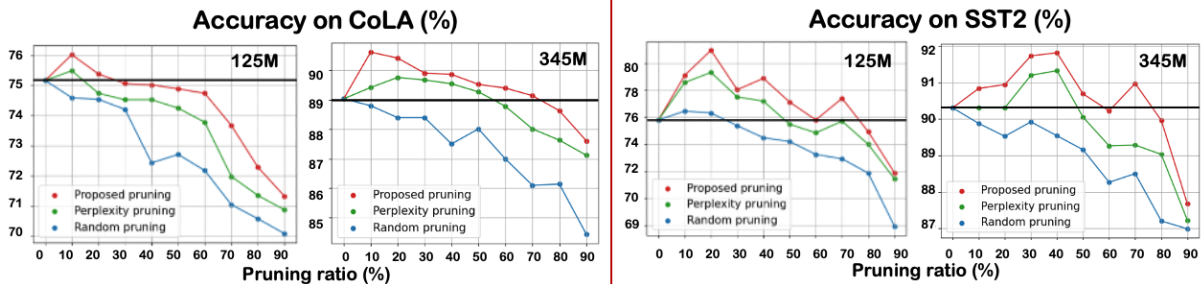 Accuracy on CoLA (%)
125M
76
75
74
73
72
71
70
Proposed pruning
Perplexity pruning
Random pruning
0 10 20 30 40 50 60 70 80 90
345M
90
89
88
87
86
85
Proposed pruning
Perplexity pruning
Random pruning
0 10 20 30 40 50 60 70 80 90
Pruning ratio (%)
Accuracy on SST2 (%)
125M
80
78
76
74
72
70
69
Proposed pruning
Perplexity pruning
Random pruning
0 10 20 30 40 50 60 70 80 90
345M
92
91
90
89
88
87
Proposed pruning
Perplexity pruning
Random pruning
0 10 20 30 40 50 60 70 80 90
Pruning ratio (%)